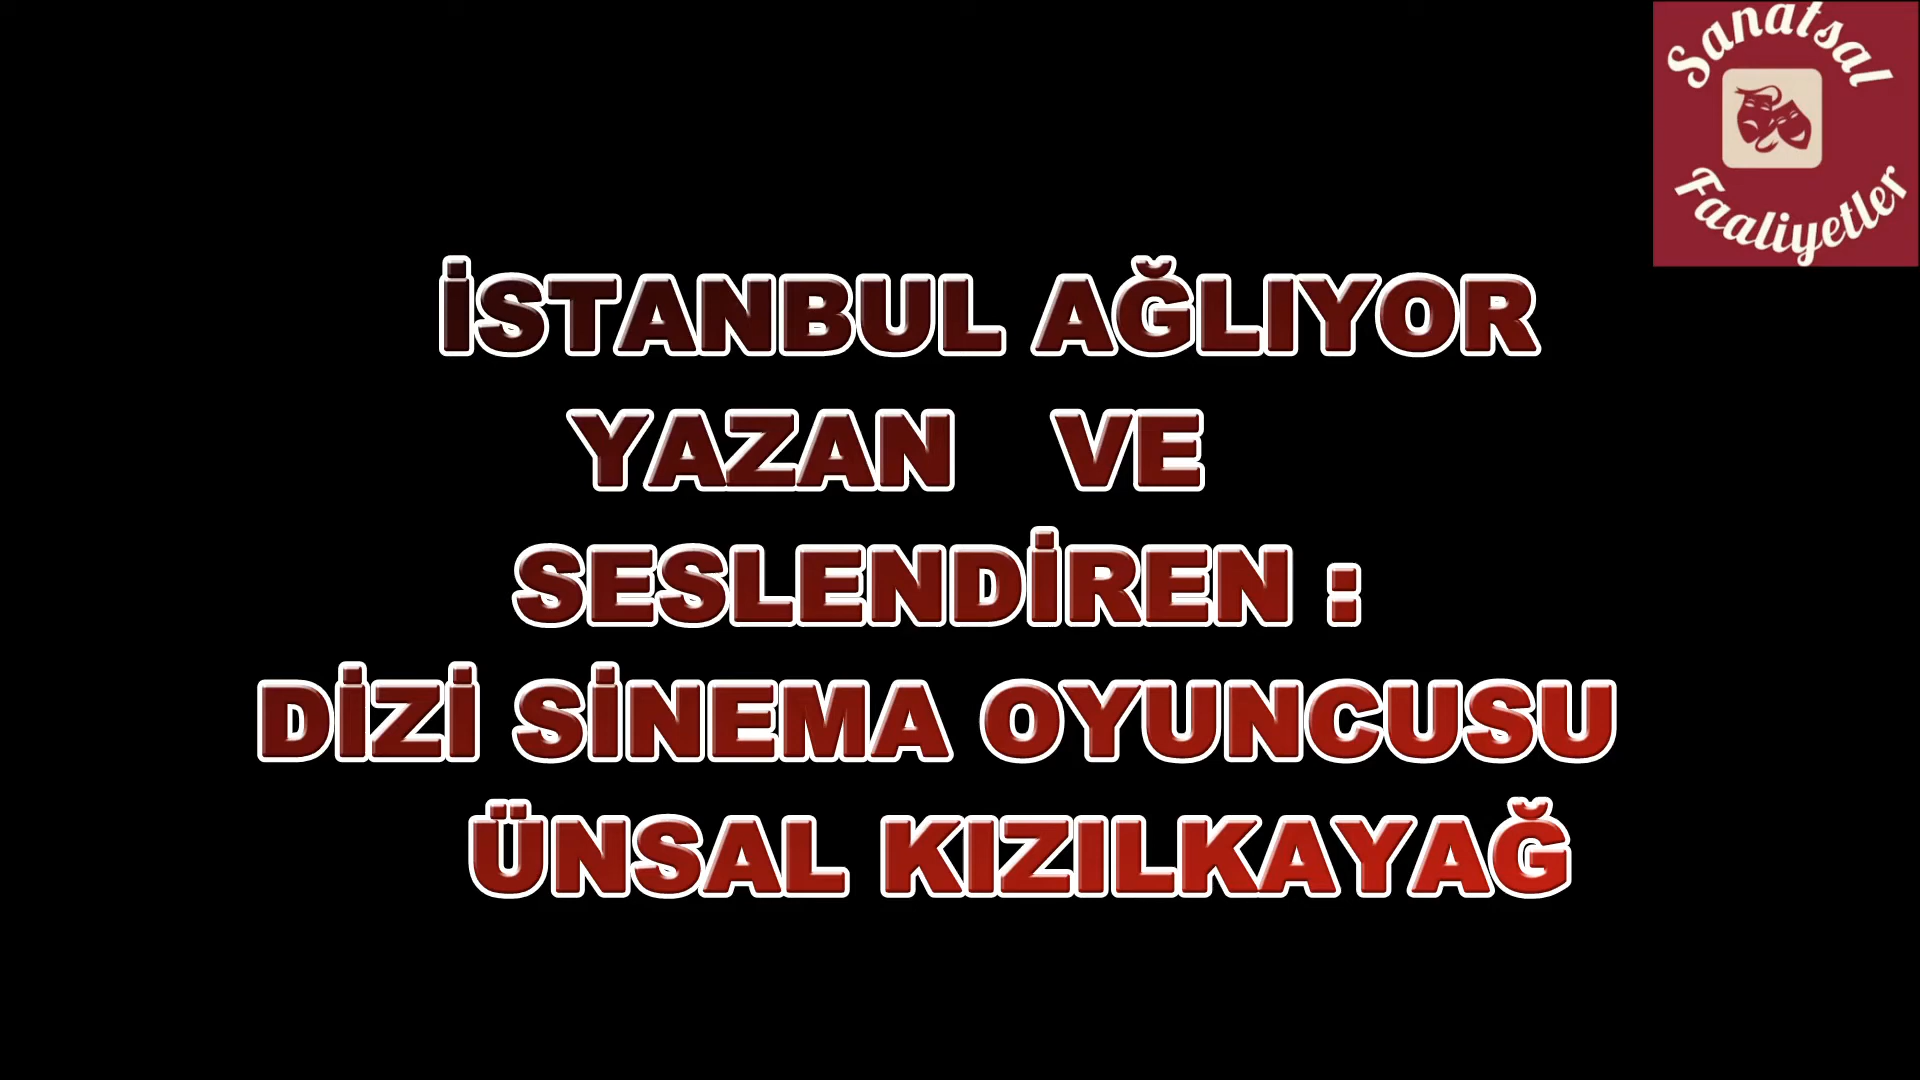 Sanatsal
Faaliyetler
İSTANBUL AĞLIYOR
YAZAN VE
SESLENDİREN :
DİZİ SİNEMA OYUNCUSU
ÜNSAL KIZILKAYAĞ